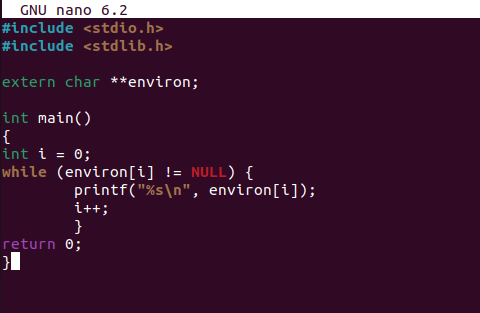 GNU nano 6.2
#include <stdio.h>
#include <stdlib.h>
extern char **environ;
int main()
{
int i = 0;
while (environ[i] != NULL) {
        printf("%s\n", environ[i]);
        i++;
        }
return 0;
}